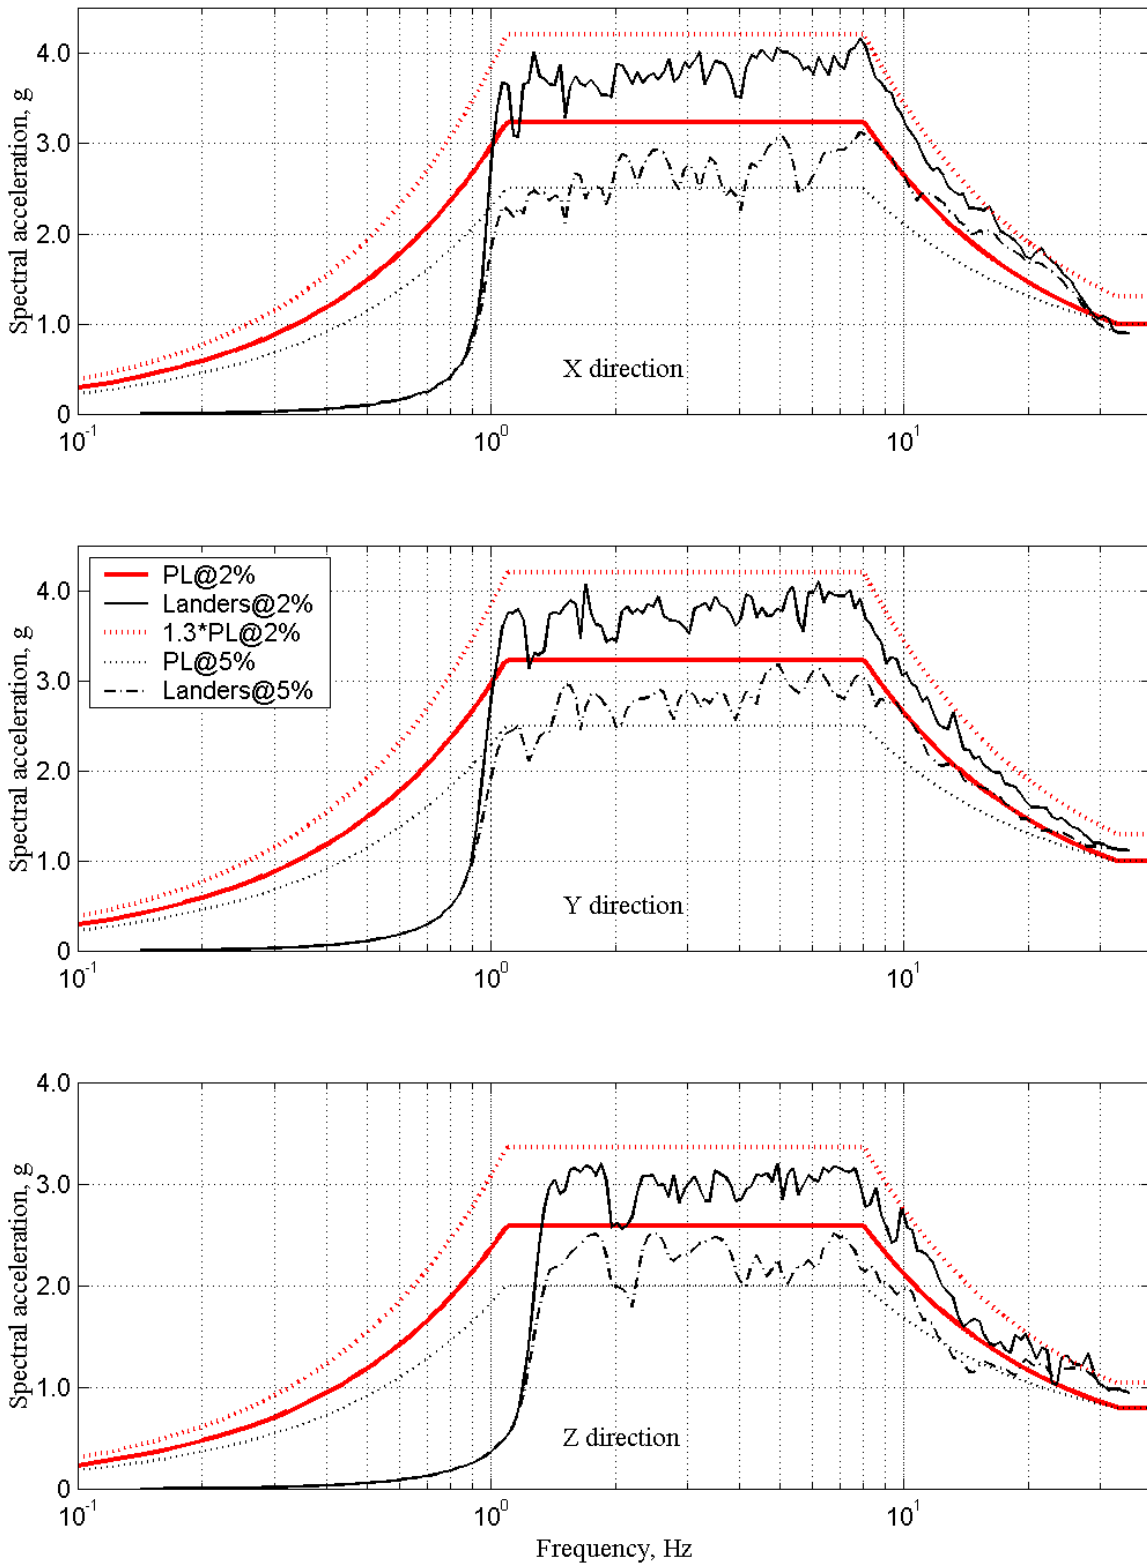 Spectral acceleration, g
4.0
3.0
2.0
1.0
0
X direction
10^-1
10^0
10^1
Spectral acceleration, g
4.0
3.0
2.0
1.0
0
PL@2%
Landers@2%
1.3*PL@2%
PL@5%
Landers@5%
Y direction
10^-1
10^0
10^1
Spectral acceleration, g
4.0
3.0
2.0
1.0
0
Z direction
10^-1
10^0
10^1
Frequency, Hz